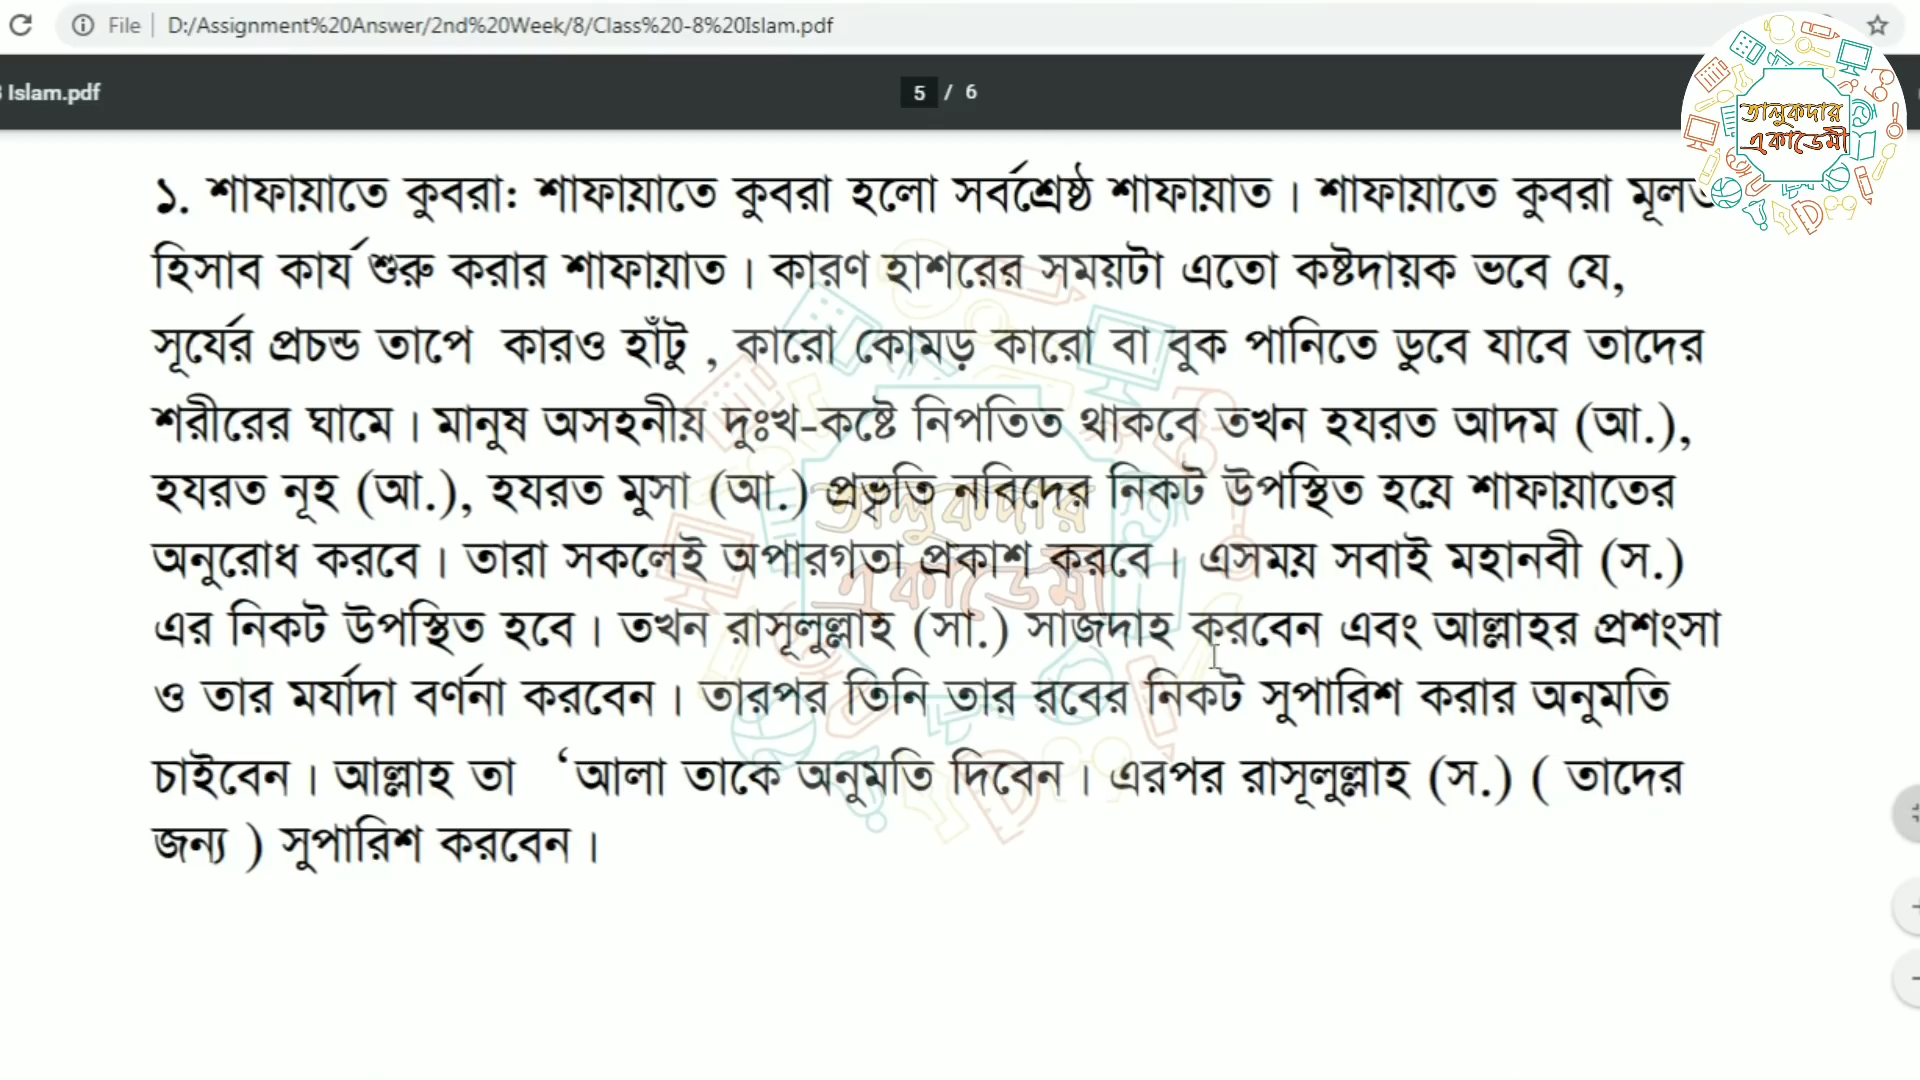 File
D:/Assignment%20Answer/2nd%20Week/8/Class%20-8%20Islam.pdf
Islam.pdf
5 / 6
তালুকদার
একাডেমী
১. শাফায়াতে কুবরাঃ শাফায়াতে কুবরা হলো সর্বশ্রেষ্ঠ শাফায়াত। শাফায়াতে কুবরা মূলত
হিসাব কার্য শুরু করার শাফায়াত। কারণ হাশরের সময়টা এতো কষ্টদায়ক ভবে যে,
সূর্যের প্রচন্ড তাপে কারও হাঁটু , কারো কোমড় কারো বা বুক পানিতে ডুবে যাবে তাদের
শরীরের ঘামে। মানুষ অসহনীয় দুঃখ-কষ্টে নিপতিত থাকবে তখন হযরত আদম (আ.),
হযরত নূহ (আ.), হযরত মুসা (আ.) প্রভৃতি নবিদের নিকট উপস্থিত হয়ে শাফায়াতের
অনুরোধ করবে। তারা সকলেই অপারগতা প্রকাশ করবে। এসময় সবাই মহানবী (স.)
এর নিকট উপস্থিত হবে। তখন রাসূলুল্লাহ (সা.) সাজদাহ করবেন এবং আল্লাহর প্রশংসা
ও তার মর্যাদা বর্ণনা করবেন। তারপর তিনি তার রবের নিকট সুপারিশ করার অনুমতি
চাইবেন। আল্লাহ তা ‘আলা তাকে অনুমতি দিবেন। এরপর রাসূলুল্লাহ (স.) ( তাদের
জন্য ) সুপারিশ করবেন।
তালুকদার
একাডেমী